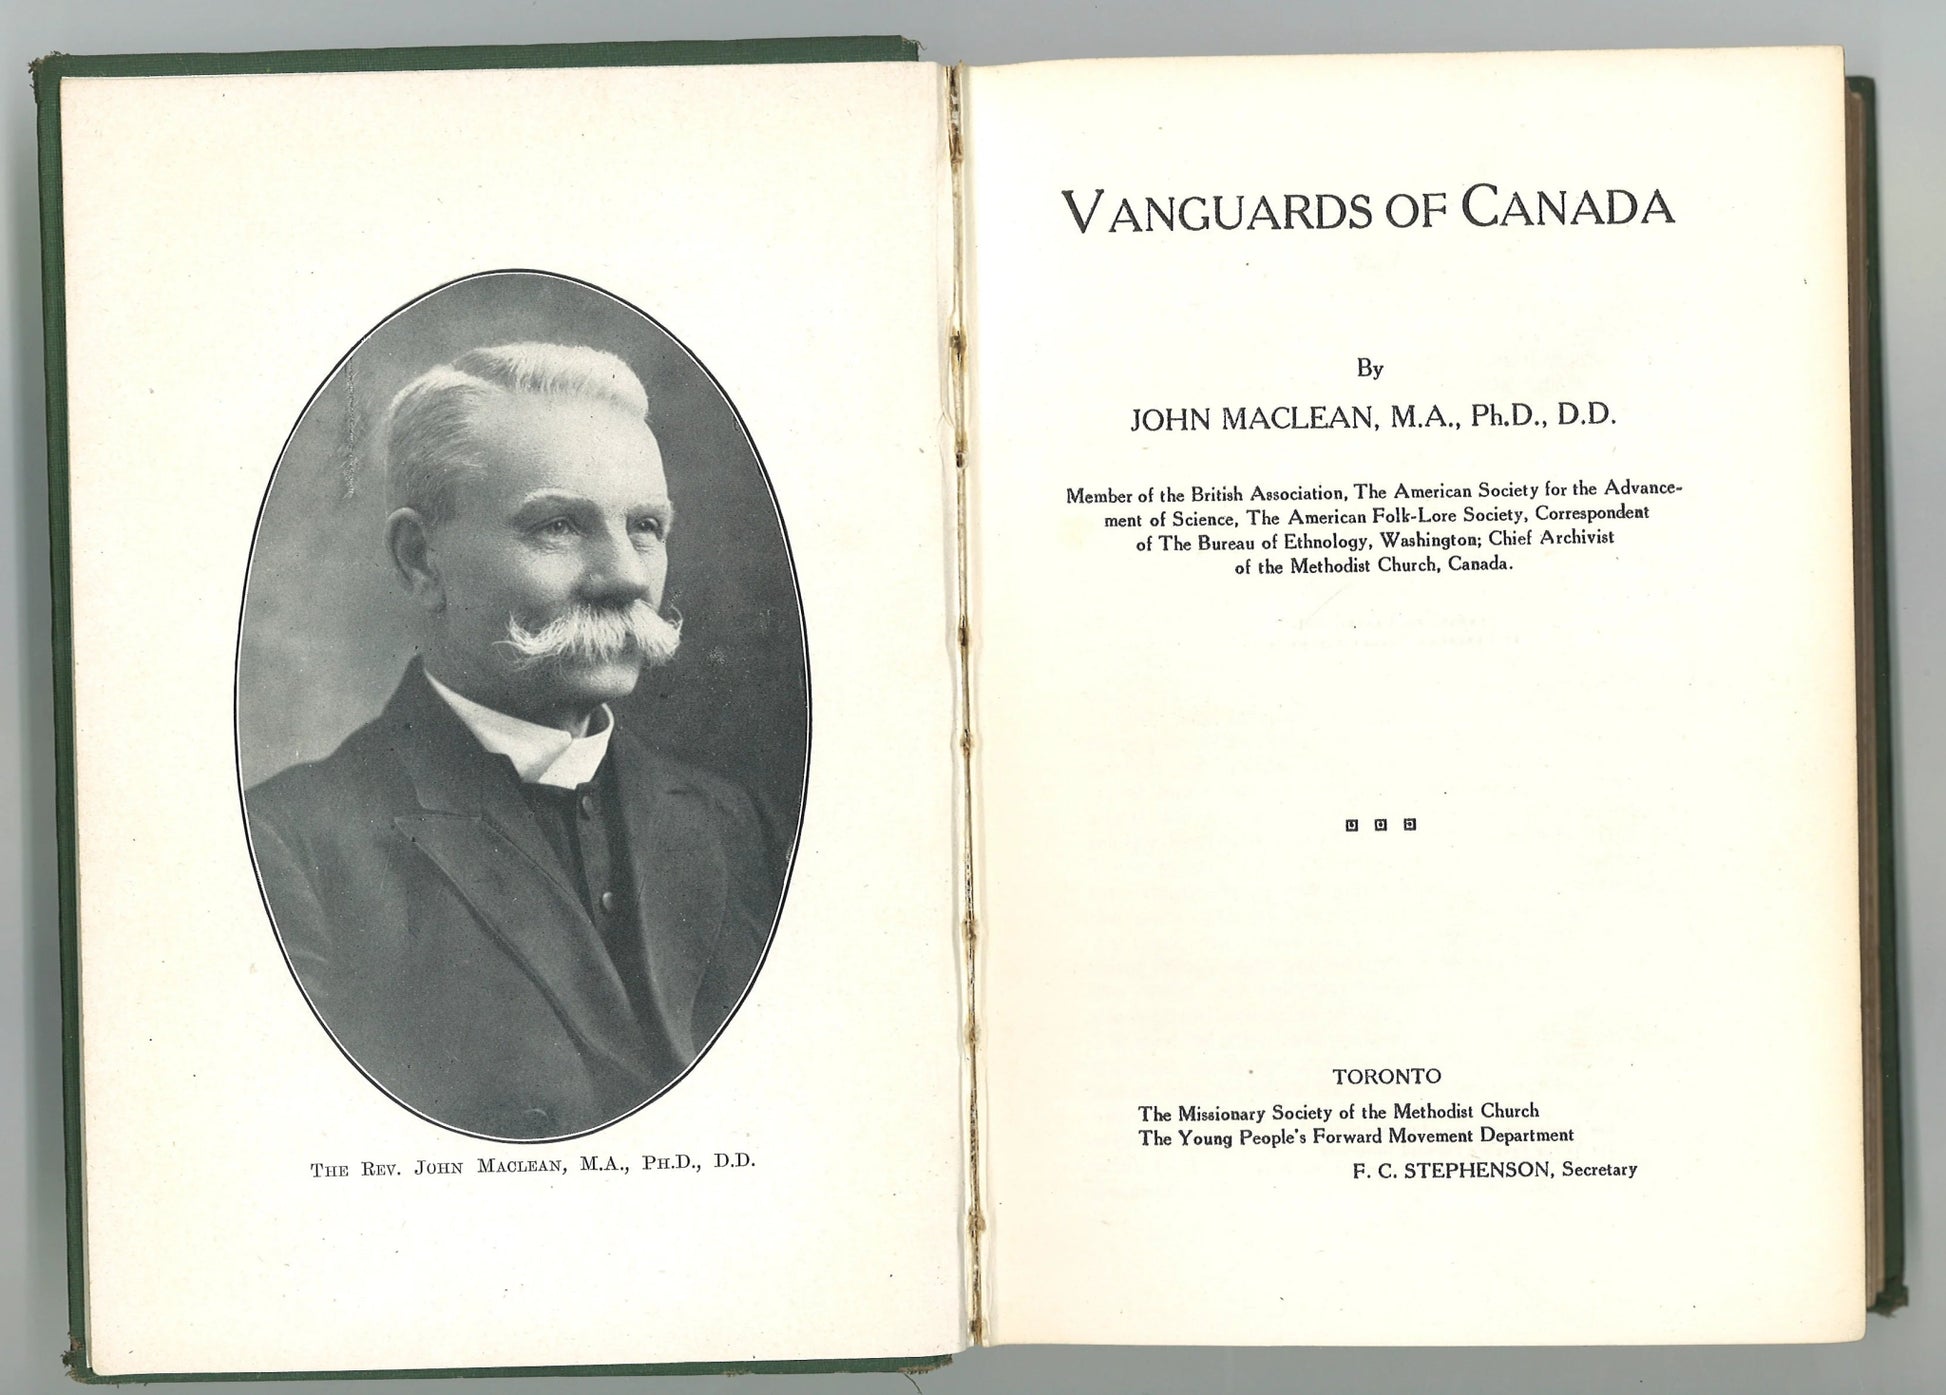 THE REV. JOHN MACLEAN, M.A., PH.D., D.D.
VANGUARDS OF CANADA
By
JOHN MACLEAN, M.A., Ph.D., D.D.
Member of the British Association, The American Society for the Advance-
ment of Science, The American Folk-Lore Society, Correspondent
of The Bureau of Ethnology, Washington; Chief Archivist
of the Methodist Church, Canada.
TORONTO
The Missionary Society of the Methodist Church
The Young People's Forward Movement Department
F. C. STEPHENSON, Secretary